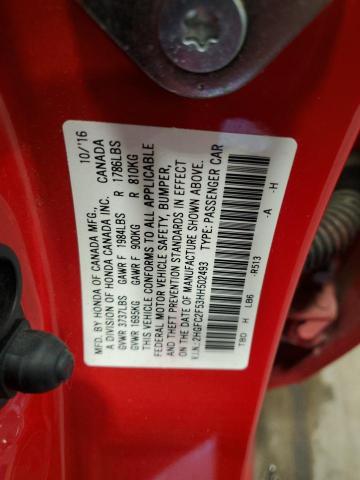 MFD. BY HONDA OF CANADA MFG., 10/'16
A DIVISION OF HONDA CANADA INC. CANADA
GVWR 3737LBS GAWR F 1984LBS R 1786LBS
GVWR 1695KG GAWR F 900KG R 810KG
THIS VEHICLE CONFORMS TO ALL APPLICABLE
FEDERAL MOTOR VEHICLE SAFETY, BUMPER,
AND THEFT PREVENTION STANDARDS IN EFFECT
ON THE DATE OF MANUFACTURE SHOWN ABOVE.
V.I.N.: 2HGFC2F53HH502493 TYPE: PASSENGER CAR
TBD H LB6 -R513 -A -H